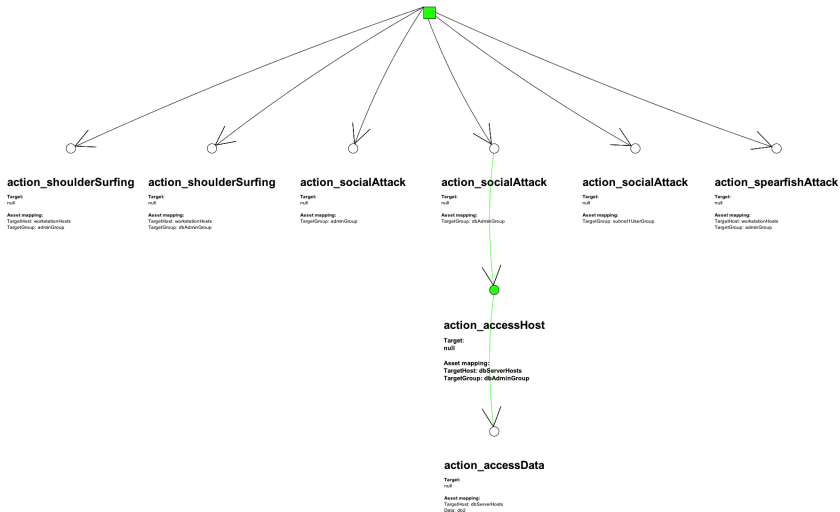 action_shoulderSurfing
Target:
null
Asset mapping:
TargetHost: workstationHosts
TargetGroup: adminGroup
action_shoulderSurfing
Target:
null
Asset mapping:
TargetHost: workstationHosts
TargetGroup: dbAdminGroup
action_socialAttack
Target:
null
Asset mapping:
TargetGroup: adminGroup
action_socialAttack
Target:
null
Asset mapping:
TargetGroup: dbAdminGroup
action_socialAttack
Target:
null
Asset mapping:
TargetGroup: subnet1UserGroup
action_spearfishAttack
Target:
null
Asset mapping:
TargetHost: workstationHosts
TargetGroup: adminGroup
action_accessHost
Target:
null
Asset mapping:
TargetHost: dbServerHosts
TargetGroup: dbAdminGroup
action_accessData
Target:
null
Asset mapping:
TargetHost: dbServerHosts
Data: db2